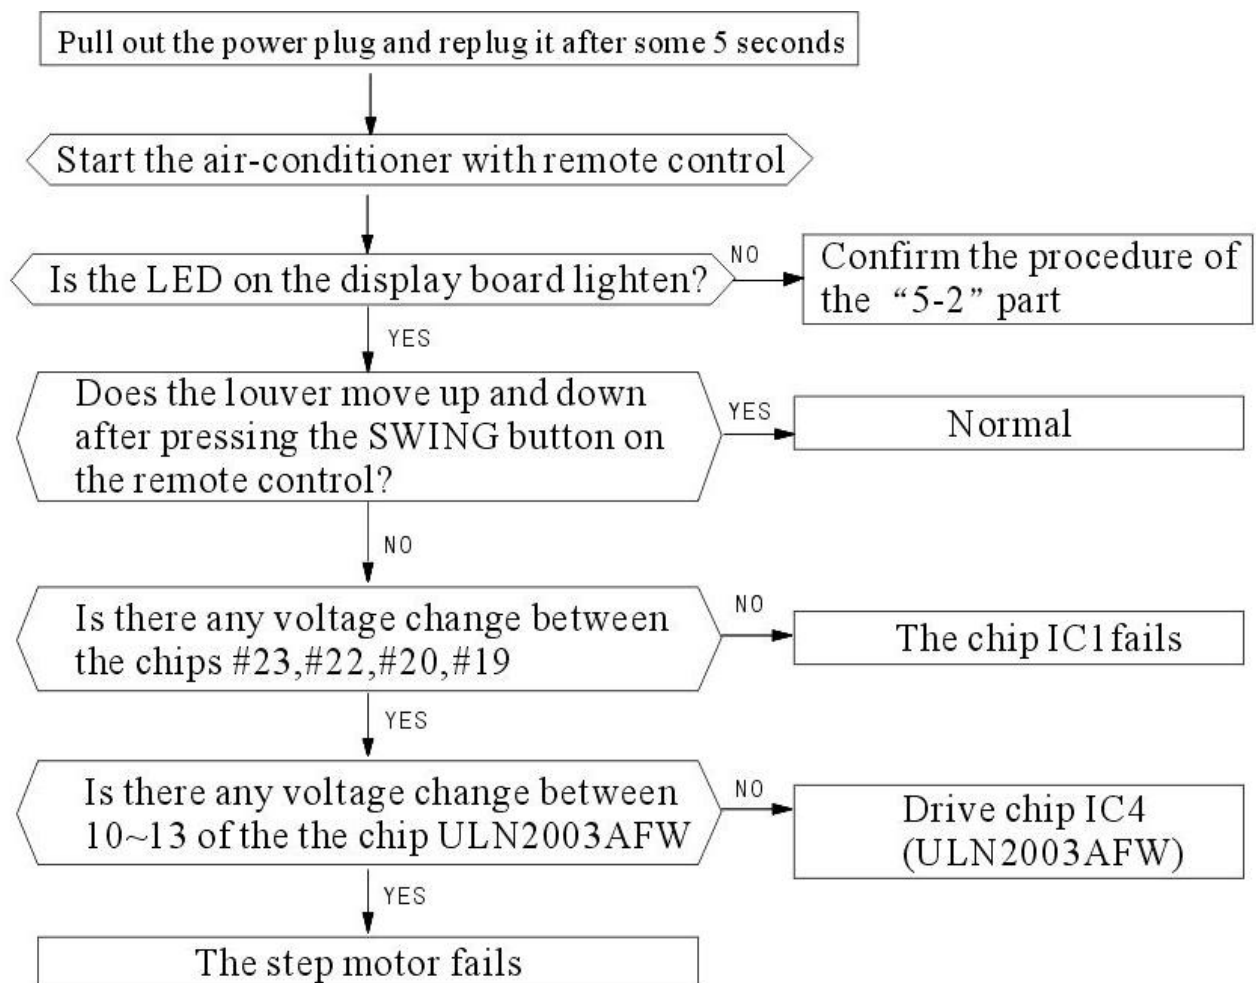 Pull out the power plug and replug it after some 5 seconds
Start the air-conditioner with remote control
Is the LED on the display board lighten?
NO
Confirm the procedure of
the “5-2” part
YES
Does the louver move up and down
after pressing the SWING button on
the remote control?
YES
Normal
NO
Is there any voltage change between
the chips #23,#22,#20,#19
NO
The chip IC1 fails
YES
Is there any voltage change between
10~13 of the the chip ULN2003AFW
NO
Drive chip IC4
(ULN2003AFW)
YES
The step motor fails